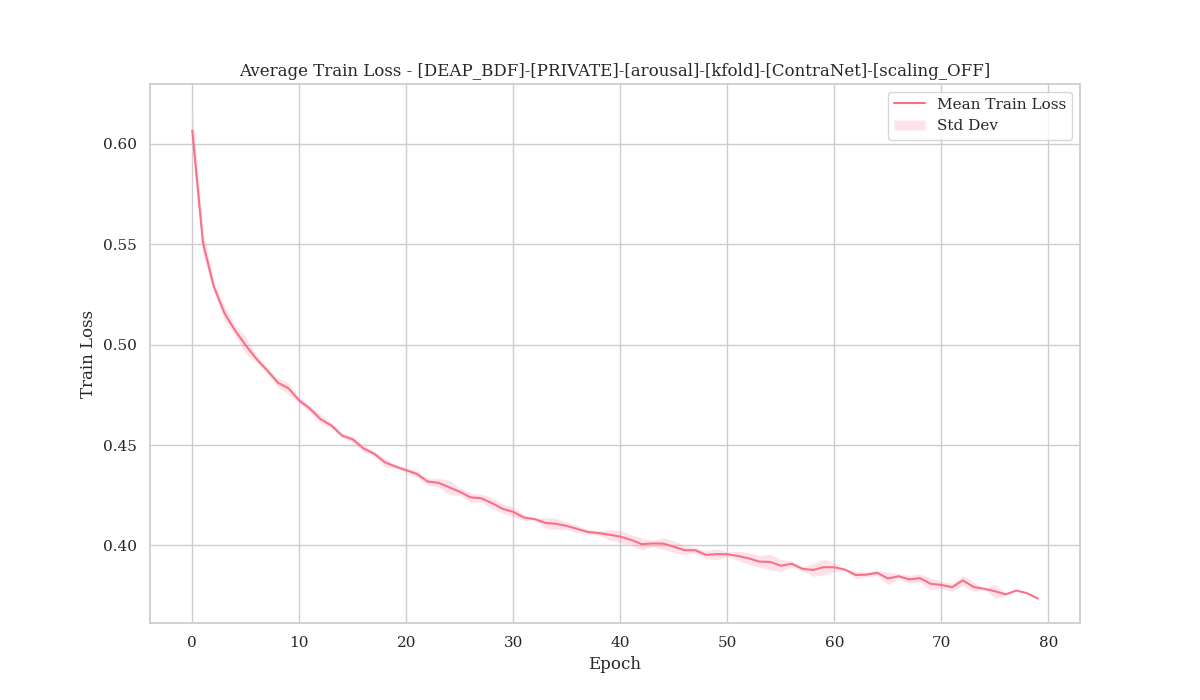 Average Train Loss - [DEAP_BDF]-[PRIVATE]-[arousal]-[kfold]-[ContraNet]-[scaling_OFF]
Mean Train Loss
Std Dev
0.60
0.55
0.50
0.45
0.40
Train Loss
0 10 20 30 40 50 60 70 80
Epoch